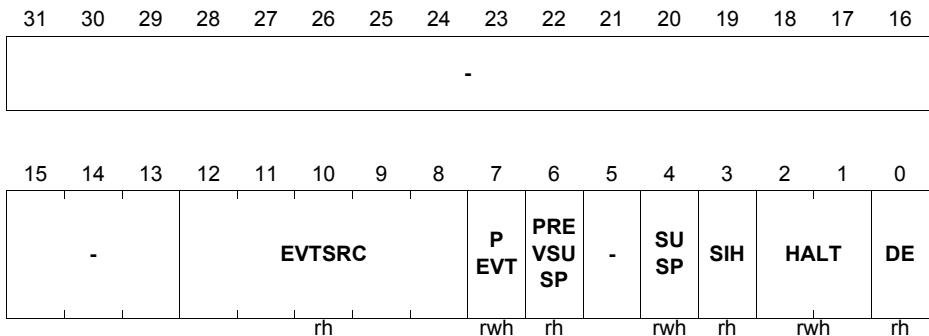 31 30 29 28 27 26 25 24 23 22 21 20 19 18 17 16
-
15 14 13 12 11 10 9 8 7 6 5 4 3 2 1 0
-
EVTSRC
P
EVT
PRE
VSU
SP
-
SU
SP
SIH
HALT
DE
rh rwh rh rwh rh rwh rh